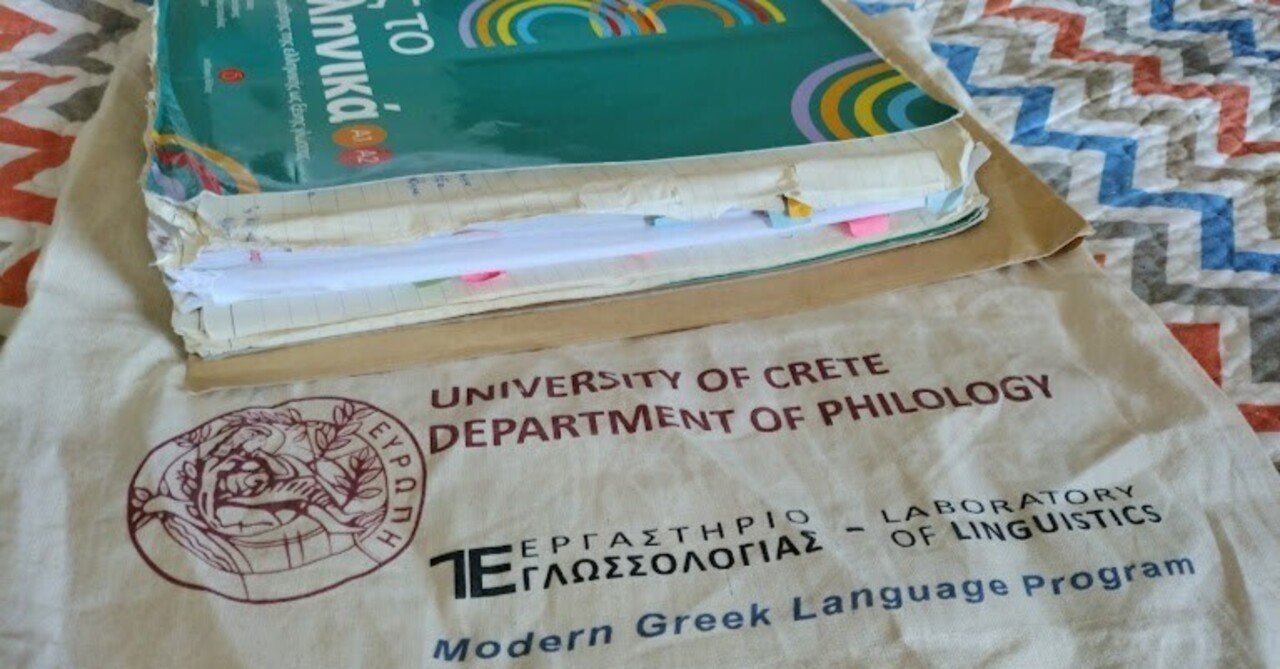 ΤΟ
ληνικά
A1
A2
UNIVERSITY OF CRETE
DEPARTMENT OF PHILOLOGY
ΕΥΡΩΠΗ
ΕΡΓΑΣΤΗΡΙΟ
ΓΛΩΣΣΟΛΟΓΙΑΣ – LABORATORY
OF LINGUISTICS
Modern Greek Language Program